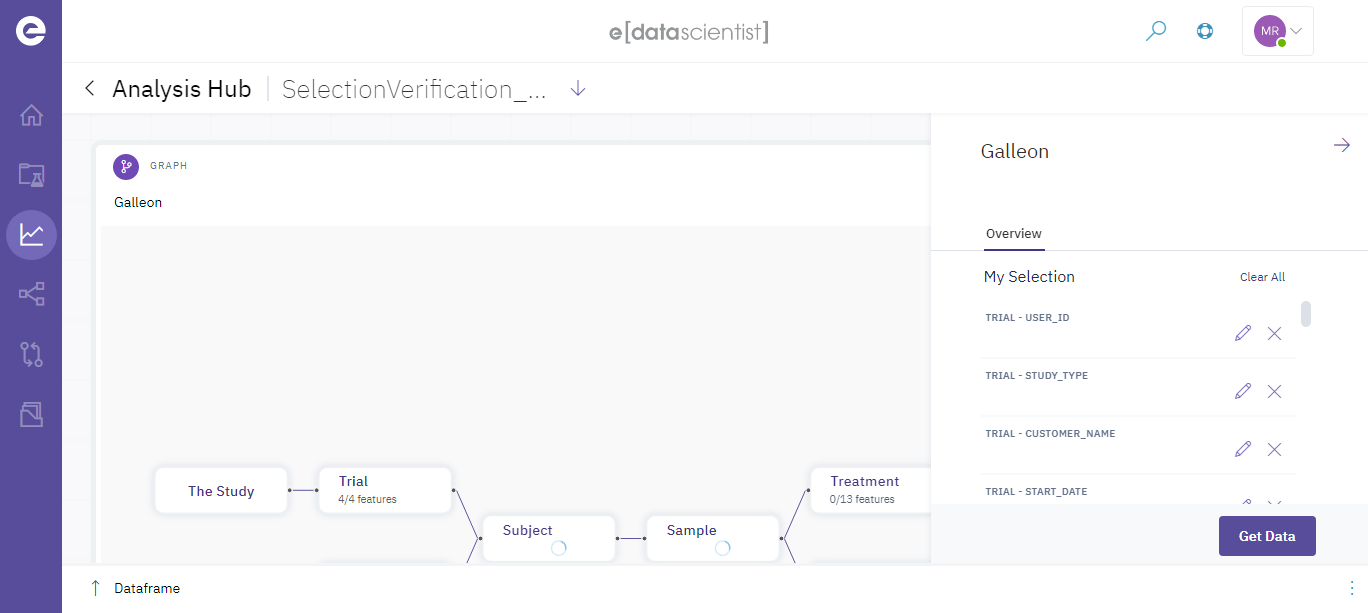 e[datascientist]
MR
Analysis Hub
SelectionVerification_...
GRAPH
Galleon
The Study
Trial
4/4 features
Subject
Sample
Treatment
0/13 features
Galleon
Overview
My Selection
Clear All
TRIAL - USER_ID
TRIAL - STUDY_TYPE
TRIAL - CUSTOMER_NAME
TRIAL - START_DATE
Get Data
Dataframe